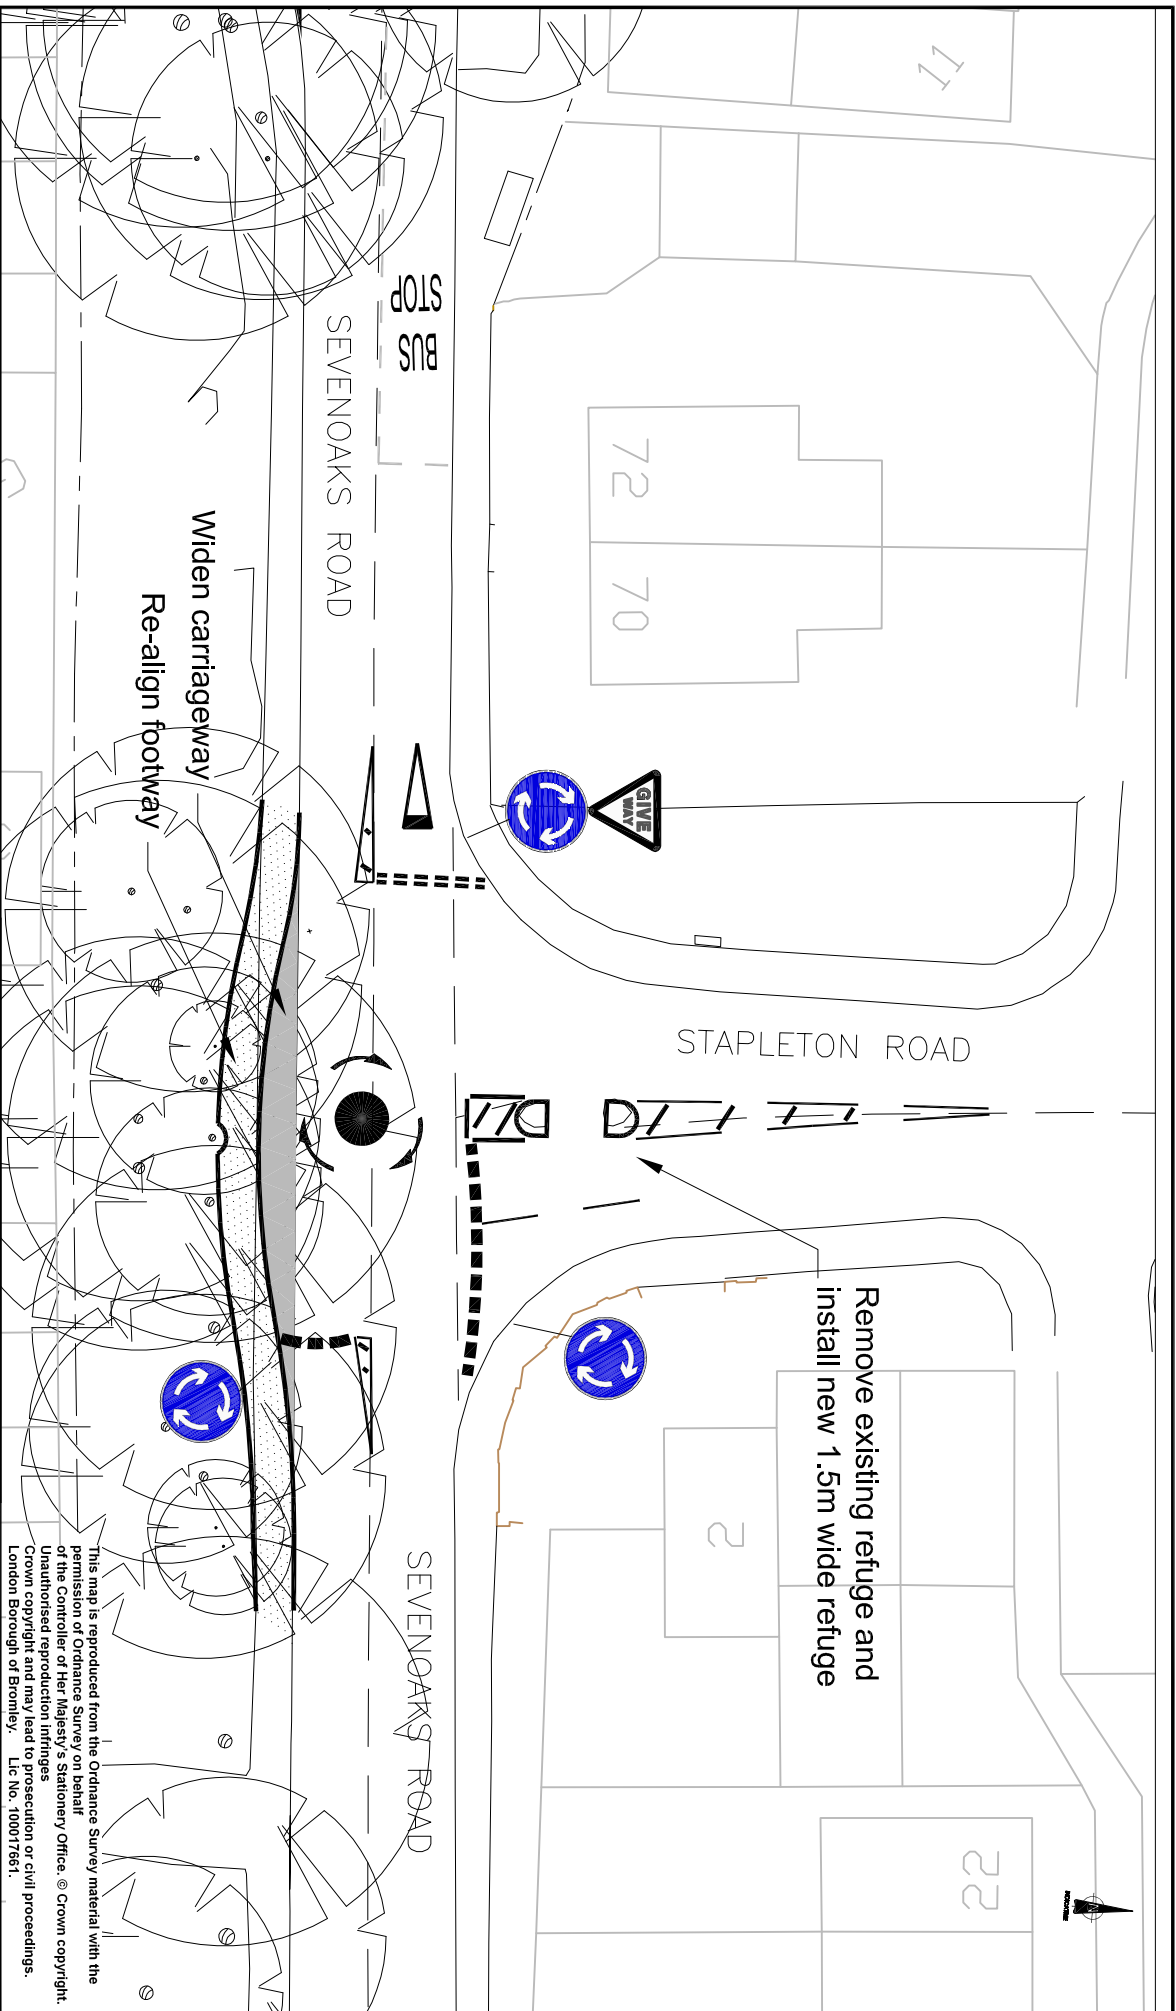 11
BUS
STOP
SEVENOAKS ROAD
72
70
Widen carriageway
Re-align footway
GIVE
WAY
STAPLETON ROAD
Remove existing refuge and
install new 1.5m wide refuge
2
SEVENOAKS ROAD
22
This map is reproduced from the Ordnance Survey material with the
permission of Ordnance Survey on behalf
of the Controller of Her Majesty's Stationery Office. © Crown copyright.
Unauthorised reproduction infringes
Crown copyright and may lead to prosecution or civil proceedings.
London Borough of Bromley. Lic No. 100017661.